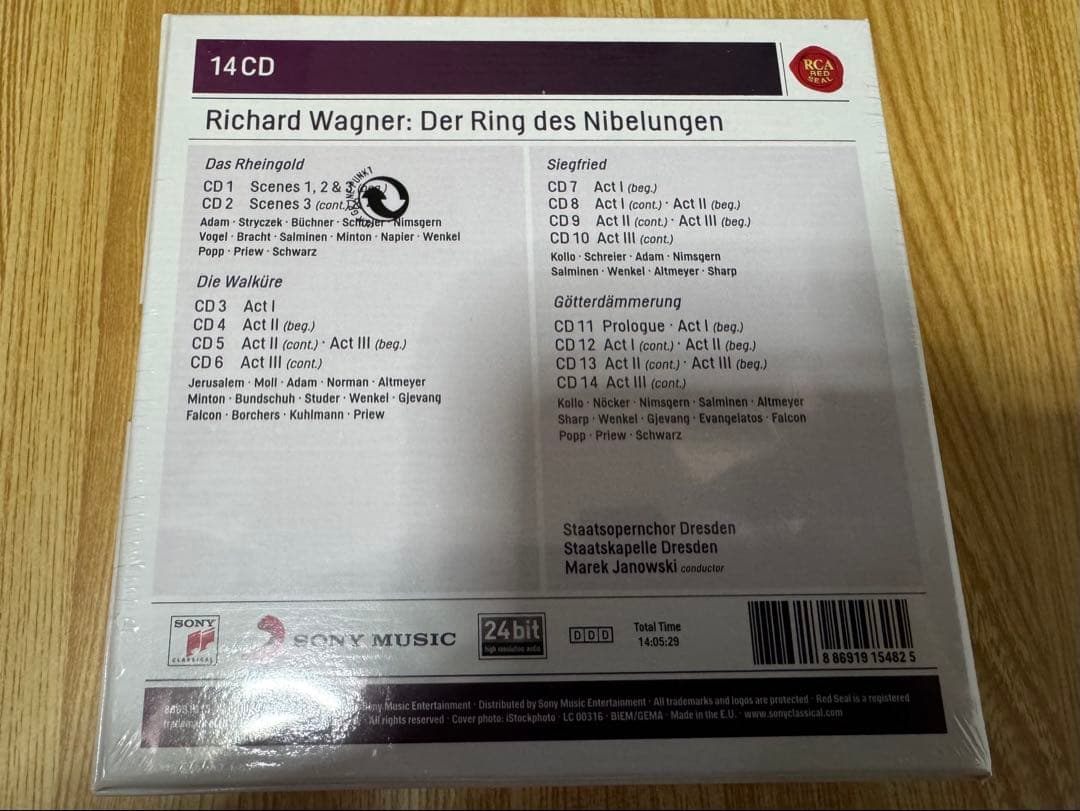 14CD
RCA
RED
SEAL
Richard Wagner: Der Ring des Nibelungen
Das Rheingold
CD 1 Scenes 1, 2 & 3
CD 2 Scenes 3 (cont.)
Adam · Stryczek · Büchner · Schreier · Nimsgern
Vogel · Bracht · Salminen · Minton · Napier · Wenkel
Popp · Priew · Schwarz
Die Walküre
CD 3 Act I
CD 4 Act II (beg.)
CD 5 Act II (cont.) · Act III (beg.)
CD 6 Act III (cont.)
Jerusalem · Moll · Adam · Norman · Altmeyer
Minton · Bundschuh · Studer · Wenkel · Gjevang
Falcon · Borchers · Kuhlmann · Priew
Siegfried
CD 7 Act I (beg.)
CD 8 Act I (cont.) · Act II (beg.)
CD 9 Act II (cont.) · Act III (beg.)
CD 10 Act III (cont.)
Kollo · Schreier · Adam · Nimsgern
Salminen · Wenkel · Altmeyer · Sharp
Götterdämmerung
CD 11 Prologue · Act I (beg.)
CD 12 Act I (cont.) · Act II (beg.)
CD 13 Act II (cont.) · Act III (beg.)
CD 14 Act III (cont.)
Kollo · Nöcker · Nimsgern · Salminen · Altmeyer
Sharp · Wenkel · Gjevang · Evangelatos · Falcon
Popp · Priew · Schwarz
Staatsopernchor Dresden
Staatskapelle Dresden
Marek Janowski conductor
SONY
CLASSICAL
SONY MUSIC
24 bit
high resolution audio
D D D
Total Time
14:05:29
8 86919 15482 5
Music Entertainment · Distributed by Sony Music Entertainment · All trademarks and logos are protected · Red Seal is a registered
All rights reserved · Cover photo: iStockphoto · LC 00316 · BIEM/GEMA · Made in the E.U. · www.sonyclassical.com